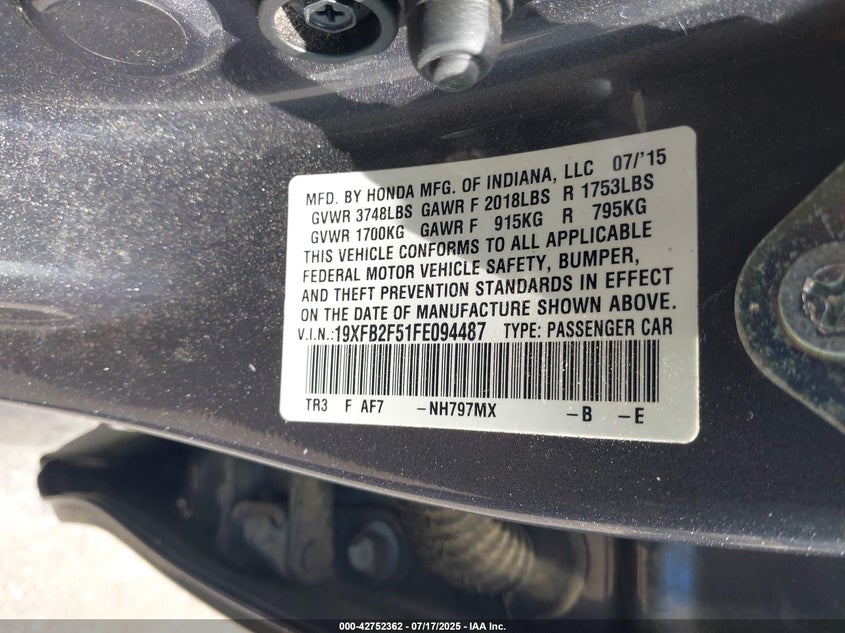 MFD. BY HONDA MFG. OF INDIANA, LLC 07/'15
GVWR 3748LBS GAWR F 2018LBS R 1753LBS
GVWR 1700KG GAWR F 915KG R 795KG
THIS VEHICLE CONFORMS TO ALL APPLICABLE
FEDERAL MOTOR VEHICLE SAFETY, BUMPER,
AND THEFT PREVENTION STANDARDS IN EFFECT
ON THE DATE OF MANUFACTURE SHOWN ABOVE.
V.I.N.:19XFB2F51FE094487 TYPE: PASSENGER CAR
TR3 F AF7 -NH797MX -B -E
000-42752362 - 07/17/2025 - IAA Inc.